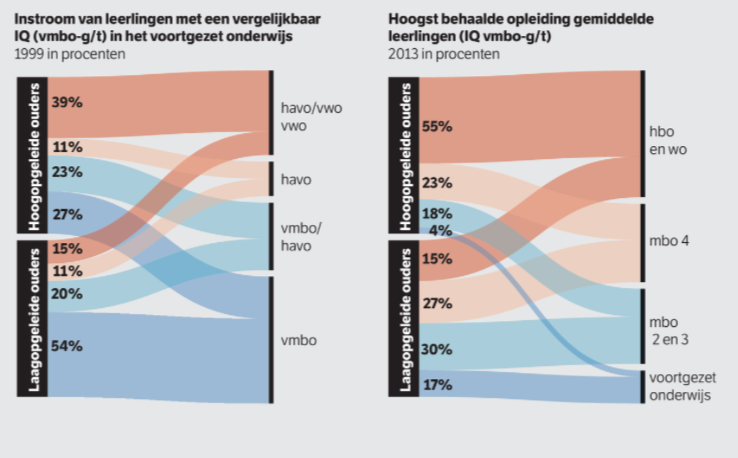 Instroom van leerlingen met een vergelijkbaar
IQ (vmbo-g/t) in het voortgezet onderwijs
1999 in procenten
Hoogopgeleide ouders
39%
11%
23%
27%
Laagopgeleide ouders
15%
11%
20%
54%
havo/vwo
vwo
havo
vmbo/
havo
vmbo
Hoogst behaalde opleiding gemiddelde
leerlingen (IQ vmbo-g/t)
2013 in procenten
Hoogopgeleide ouders
55%
23%
18%
4%
Laagopgeleide ouders
15%
27%
30%
17%
hbo
en wo
mbo 4
mbo
2 en 3
voortgezet
onderwijs